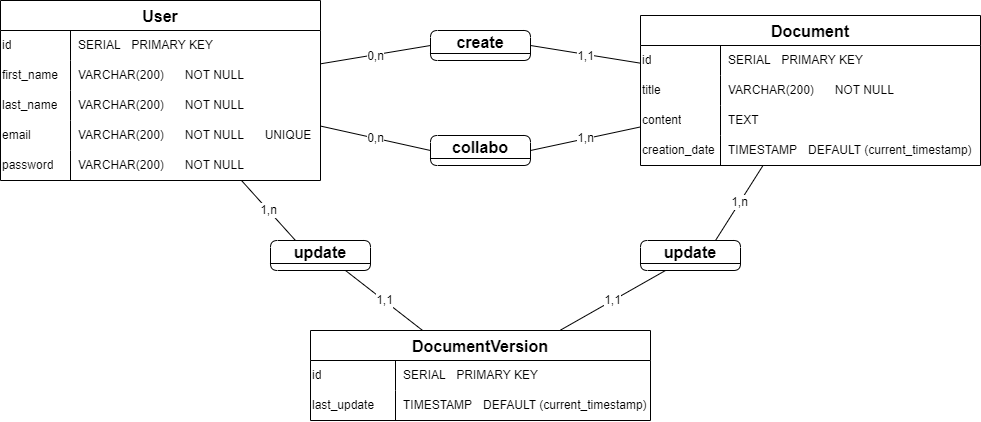 User
id SERIAL PRIMARY KEY
first_name VARCHAR(200) NOT NULL
last_name VARCHAR(200) NOT NULL
email VARCHAR(200) NOT NULL UNIQUE
password VARCHAR(200) NOT NULL
0,n
create
1,1
0,n
collabo
1,n
Document
id SERIAL PRIMARY KEY
title VARCHAR(200) NOT NULL
content TEXT
creation_date TIMESTAMP DEFAULT (current_timestamp)
1,n
update
1,1
1,n
update
1,1
DocumentVersion
id SERIAL PRIMARY KEY
last_update TIMESTAMP DEFAULT (current_timestamp)